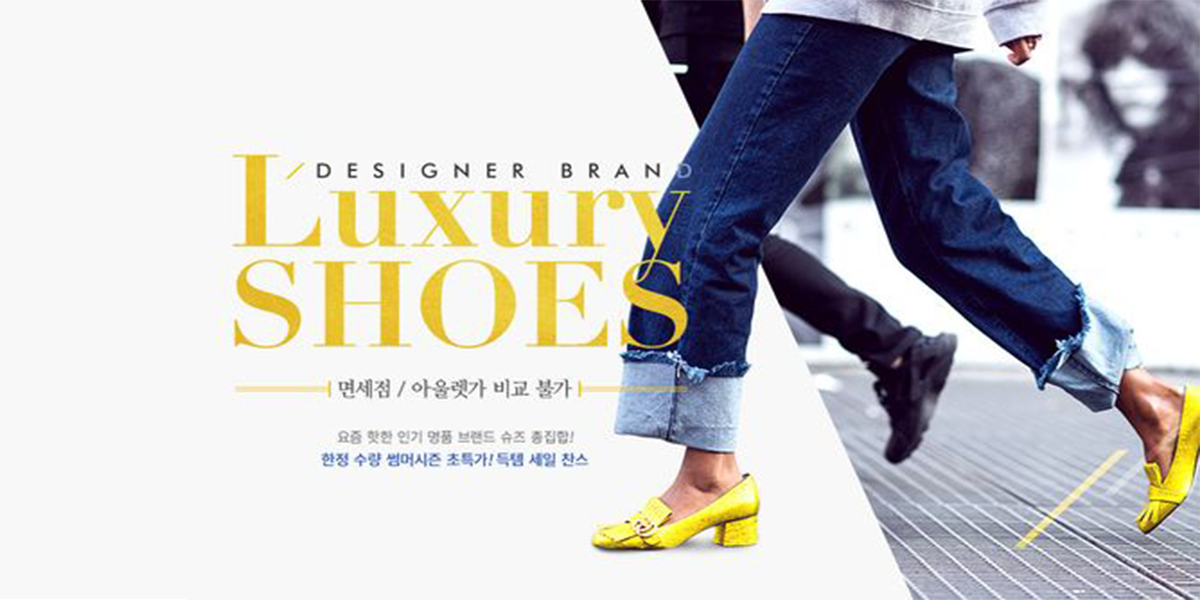 DESIGNER BRAND
Luxury
SHOES
면세점 / 아울렛가 비교 불가
요즘 핫한 인기 명품 브랜드 슈즈 총집합!
한정 수량 썸머시즌 초특가! 득템 세일 찬스